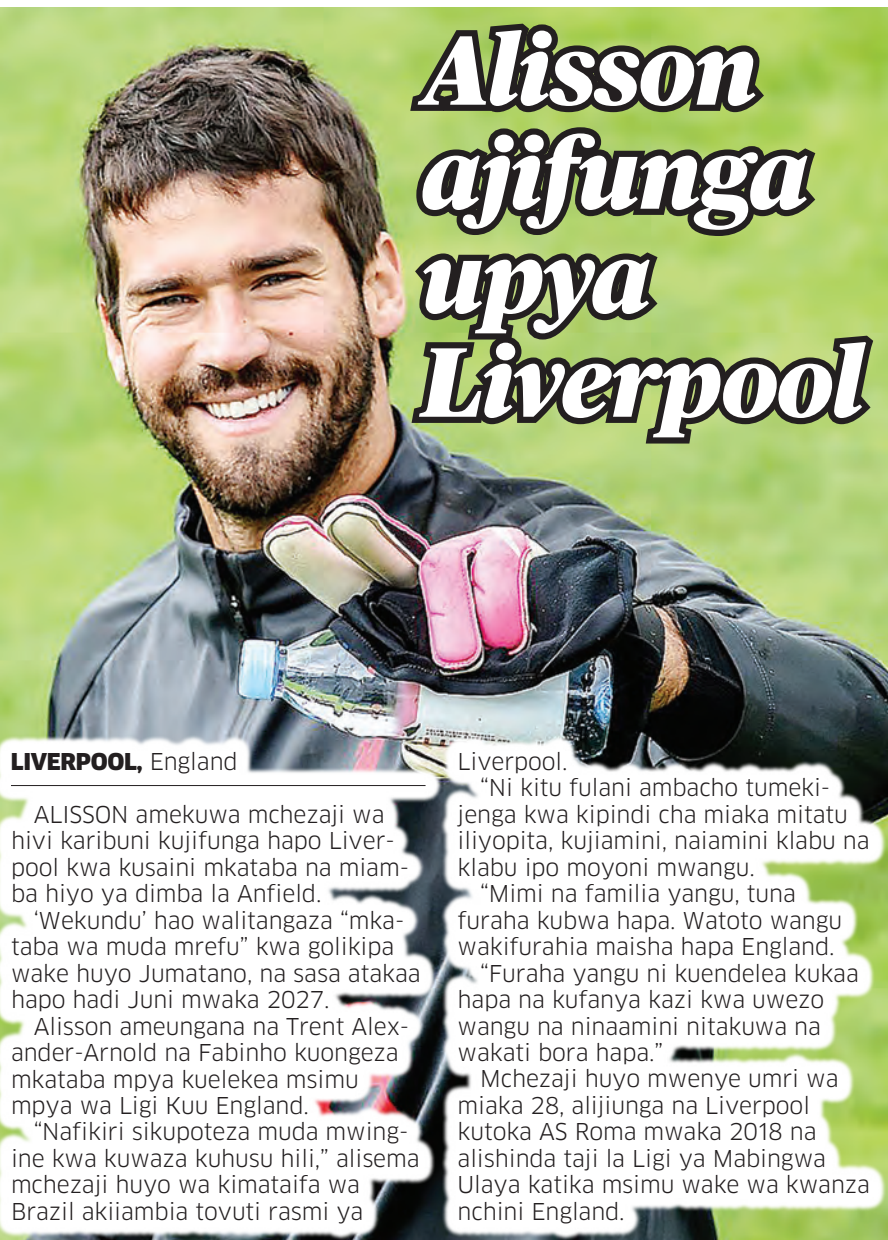 Alisson
ajifunga
upya
Liverpool
LIVERPOOL, England
ALISSON amekuwa mchezaji wa
hivi karibuni kujifunga hapo Liver-
pool kwa kusaini mkataba na miam-
ba hiyo ya dimba la Anfield.
‘Wekundu’ hao walitangaza “mka-
taba wa muda mrefu” kwa golikipa
wake huyo Jumatano, na sasa atakaa
hapo hadi Juni mwaka 2027.
Alisson ameungana na Trent Alex-
ander-Arnold na Fabinho kuongeza
mkataba mpya kuelekea msimu
mpya wa Ligi Kuu England.
“Nafikiri sikupoteza muda mwing-
ine kwa kuwaza kuhusu hili,” alisema
mchezaji huyo wa kimataifa wa
Brazil akiiambia tovuti rasmi ya
Liverpool.
“Ni kitu fulani ambacho tumeki-
jenga kwa kipindi cha miaka mitatu
iliyopita, kujiamini, naiamini klabu na
klabu ipo moyoni mwangu.
“Mimi na familia yangu, tuna
furaha kubwa hapa. Watoto wangu
wakifurahia maisha hapa England.
“Furaha yangu ni kuendelea kukaa
hapa na kufanya kazi kwa uwezo
wangu na ninaamini nitakuwa na
wakati bora hapa.”
Mchezaji huyo mwenye umri wa
miaka 28, alijiunga na Liverpool
kutoka AS Roma mwaka 2018 na
alishinda taji la Ligi ya Mabingwa
Ulaya katika msimu wake wa kwanza
nchini England.